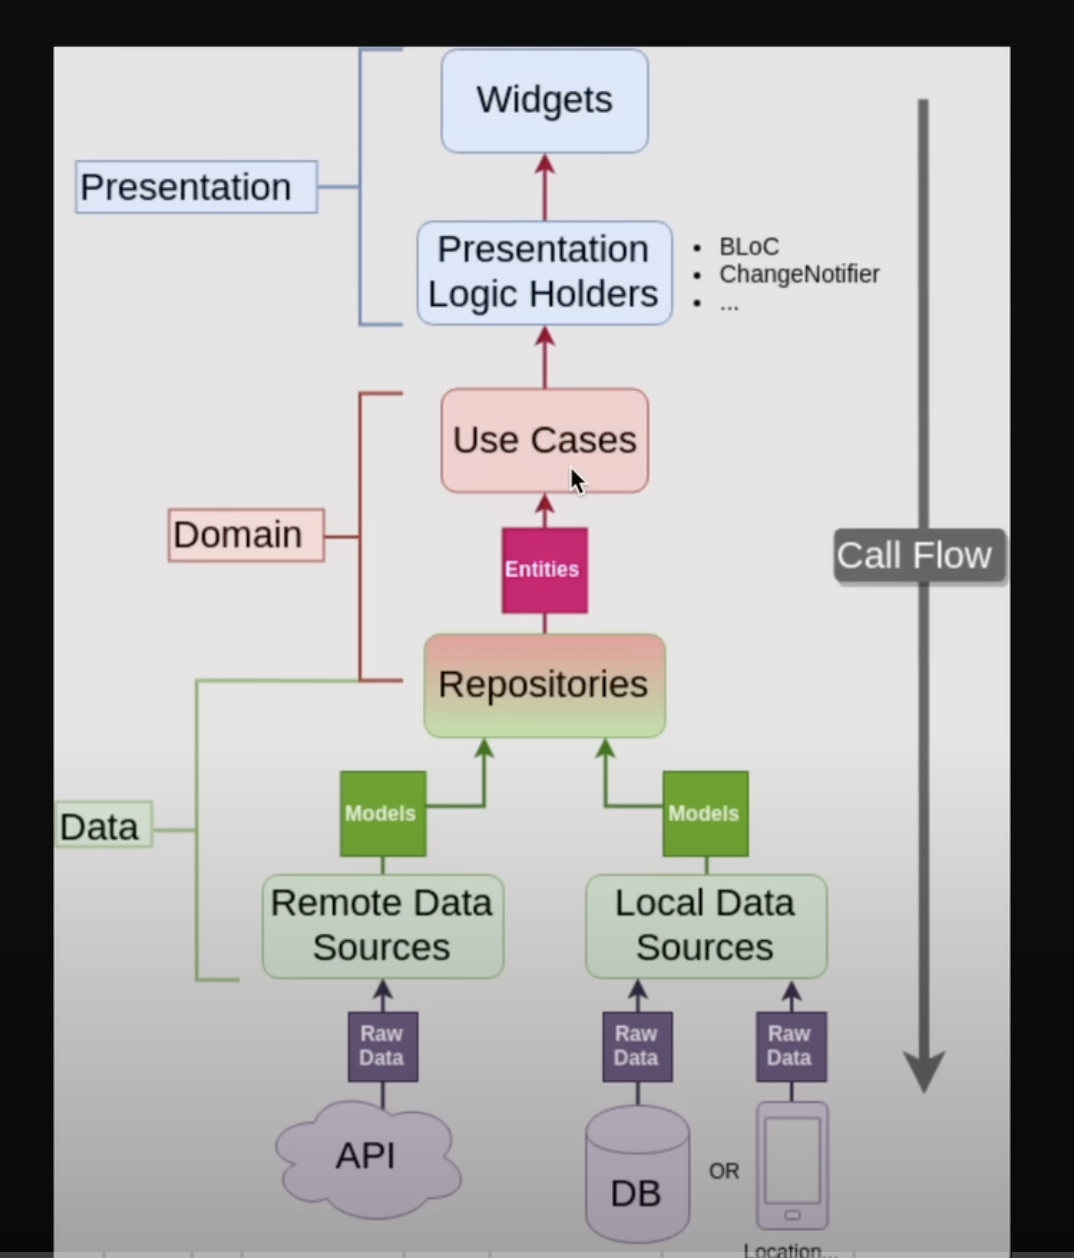 Widgets
Presentation
Presentation
Logic Holders
• BLoC
• ChangeNotifier
• ...
Use Cases
Domain
Entities
Call Flow
Repositories
Models
Models
Data
Remote Data
Sources
Local Data
Sources
Raw
Data
Raw
Data
Raw
Data
API
DB
OR
Location...